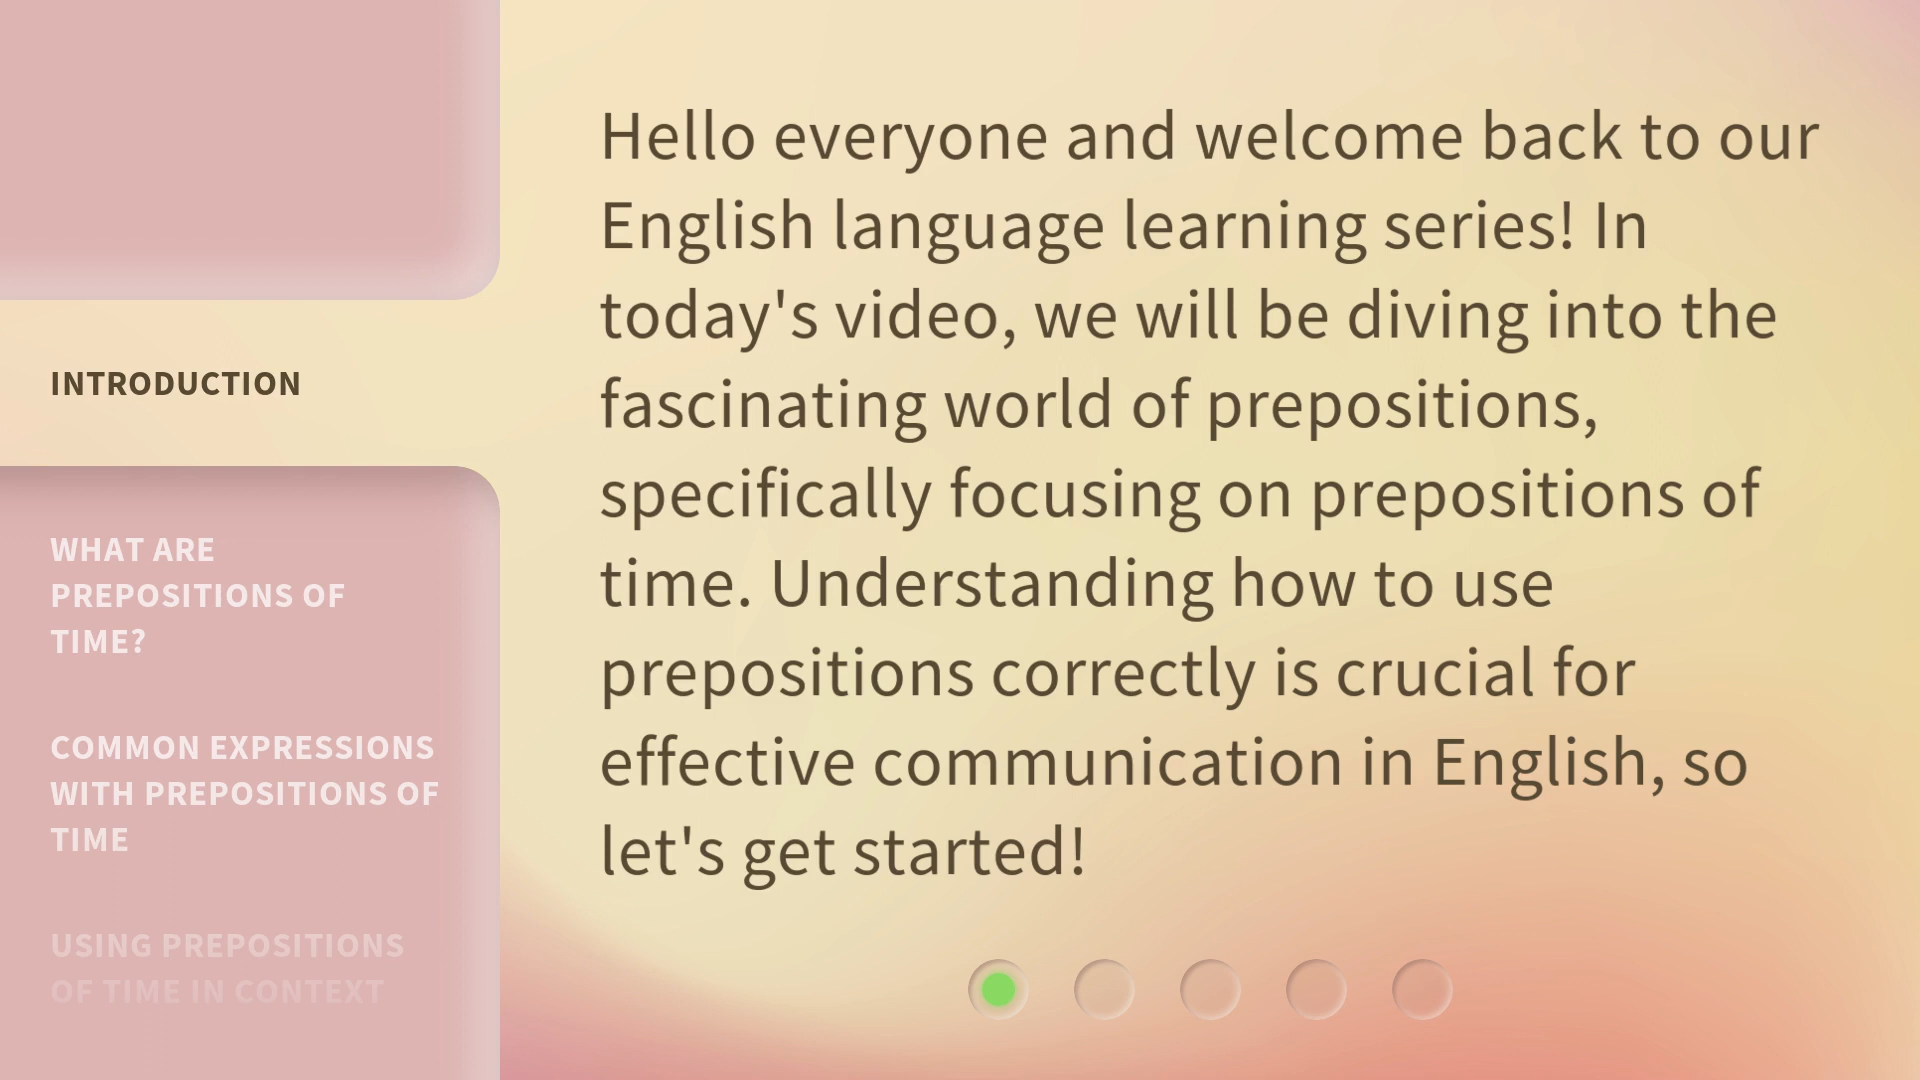 INTRODUCTION
WHAT ARE
PREPOSITIONS OF
TIME?
COMMON EXPRESSIONS
WITH PREPOSITIONS OF
TIME
USING PREPOSITIONS
OF TIME IN CONTEXT
Hello everyone and welcome back to our
English language learning series! In
today's video, we will be diving into the
fascinating world of prepositions,
specifically focusing on prepositions of
time. Understanding how to use
prepositions correctly is crucial for
effective communication in English, so
let's get started!